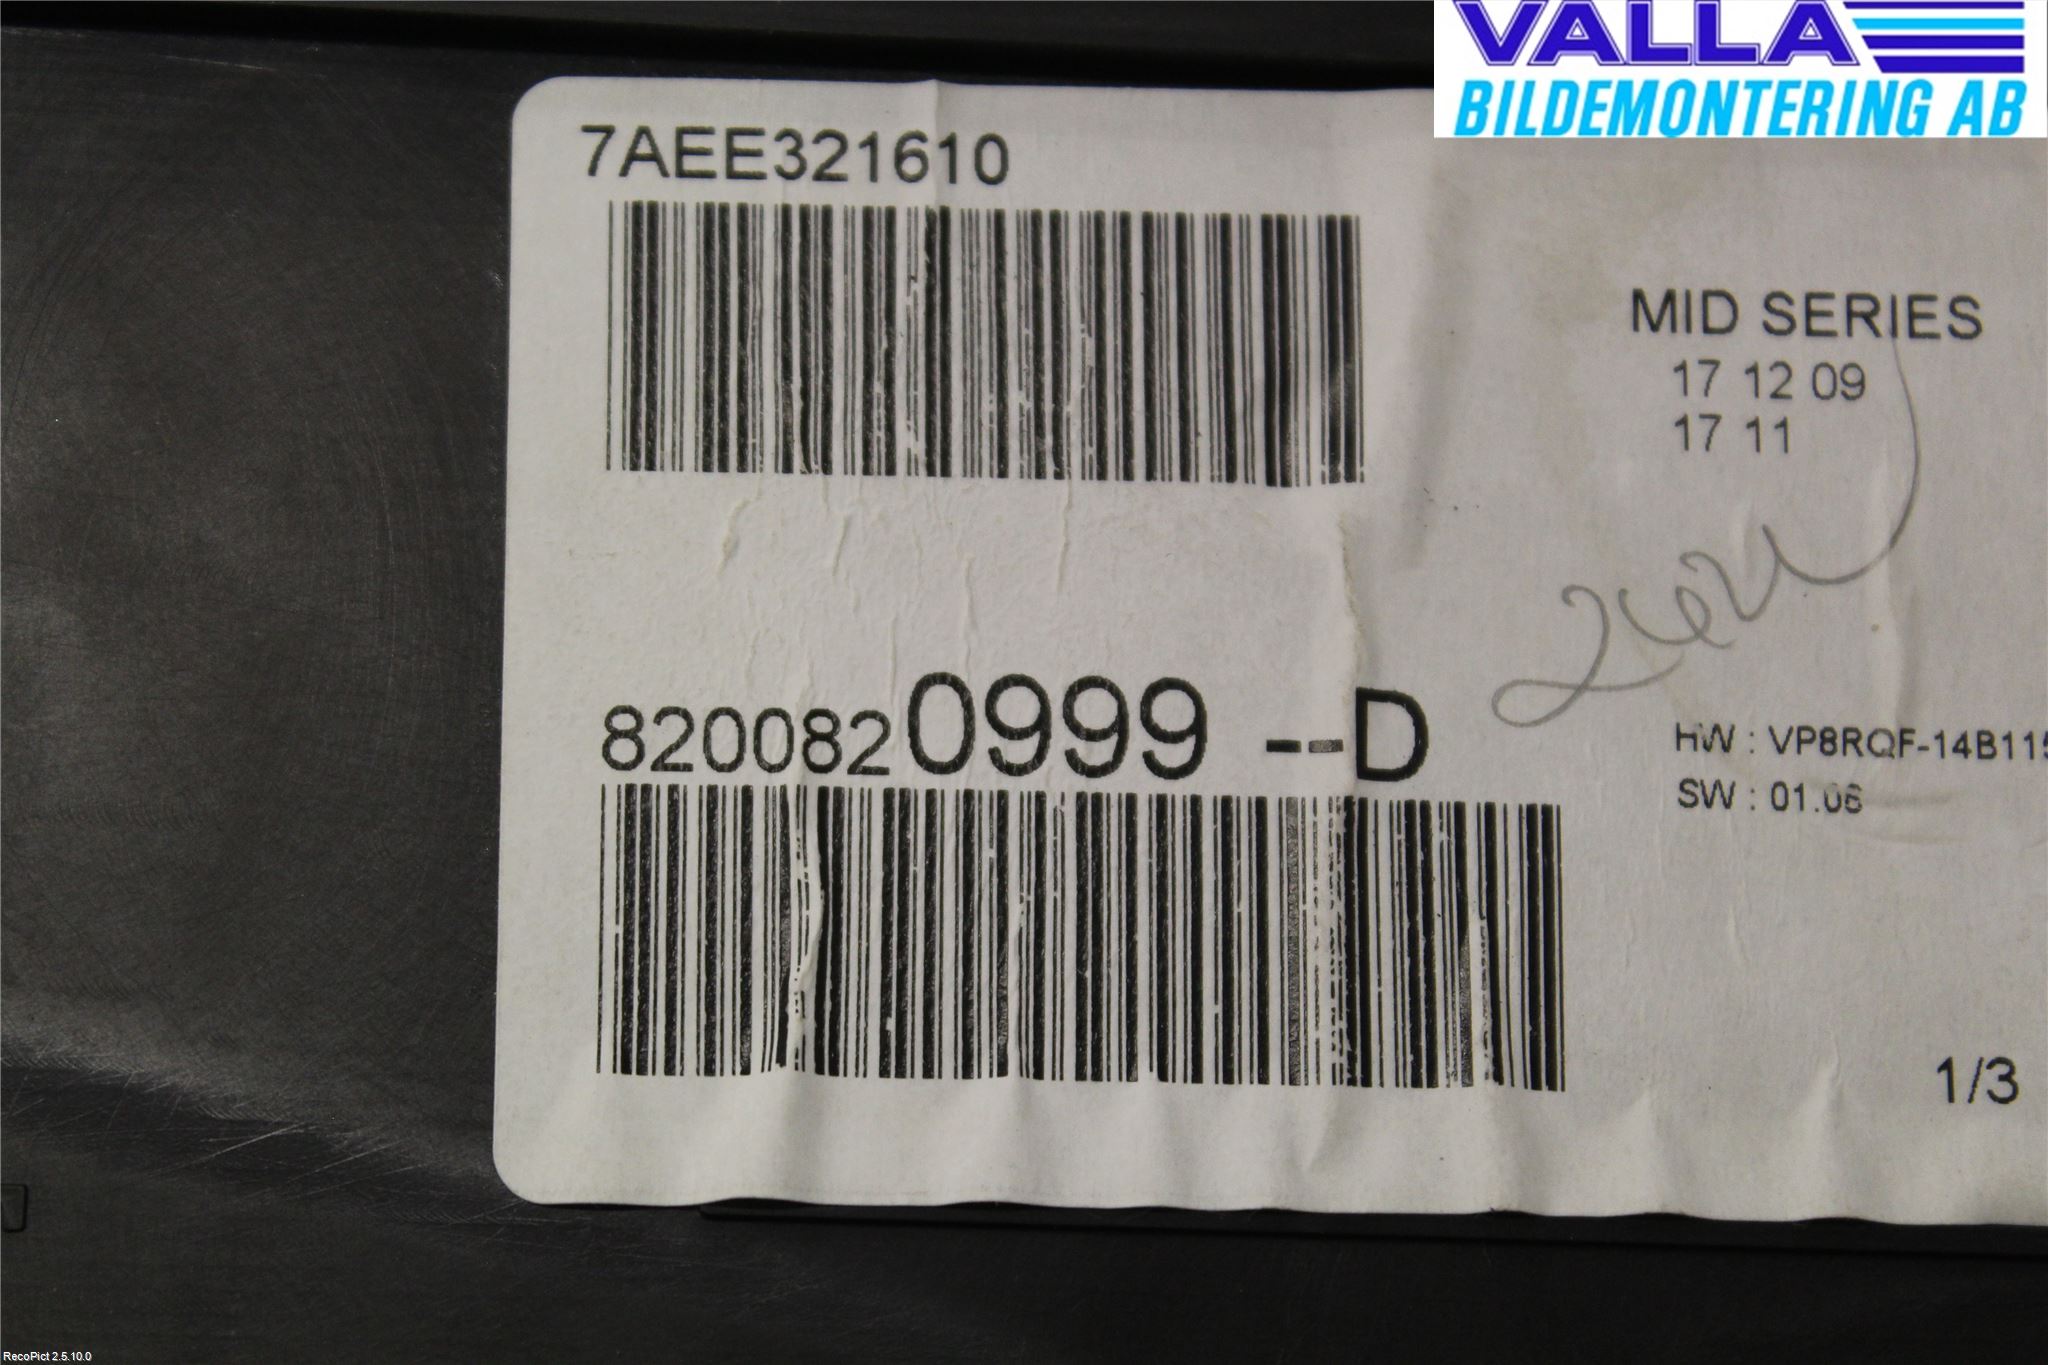 VALLA
BILDEMONTERING AB
7AEE321610
MID SERIES
17 12 09
17 11
8200820999 --D
HW : VP8RQF-14B115
SW : 01.06
1/3
RecoPict 2.5.10.0